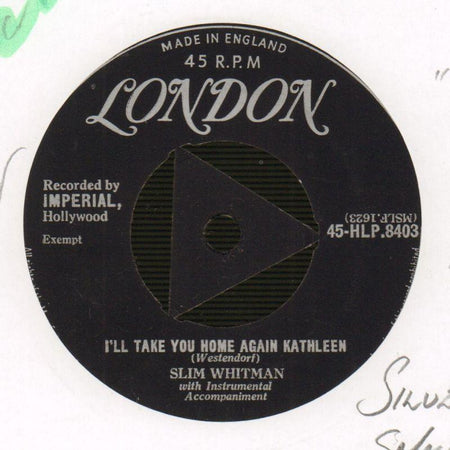 MADE IN ENGLAND
45 R.P.M
LONDON
Recorded by
IMPERIAL,
Hollywood
Exempt
(MSLF.1623)
45-HLP.8403
I'LL TAKE YOU HOME AGAIN KATHLEEN
(Westendorf)
SLIM WHITMAN
with Instrumental
Accompaniment